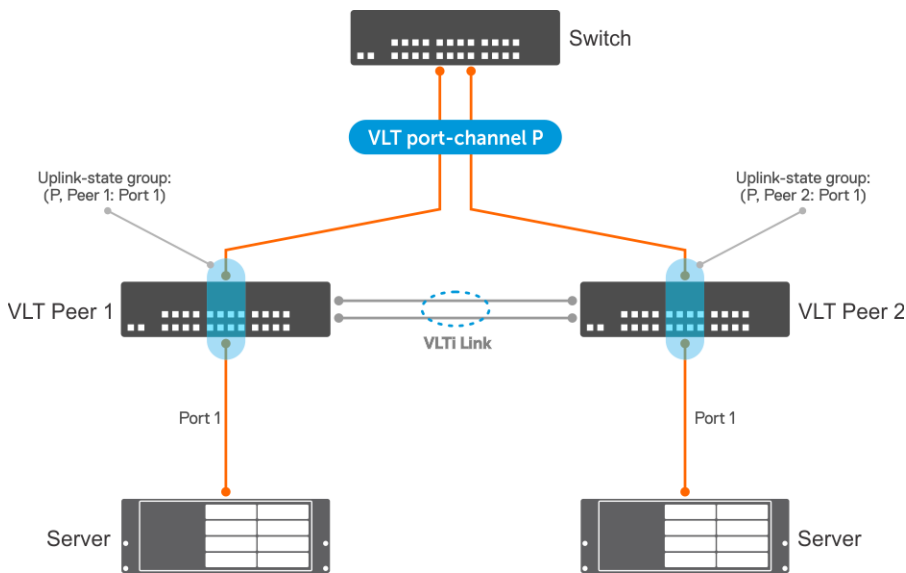 Switch
VLT port-channel P
Uplink-state group:
(P, Peer 1: Port 1)
Uplink-state group:
(P, Peer 2: Port 1)
VLT Peer 1
VLT Peer 2
VLTi Link
Port 1
Port 1
Server
Server